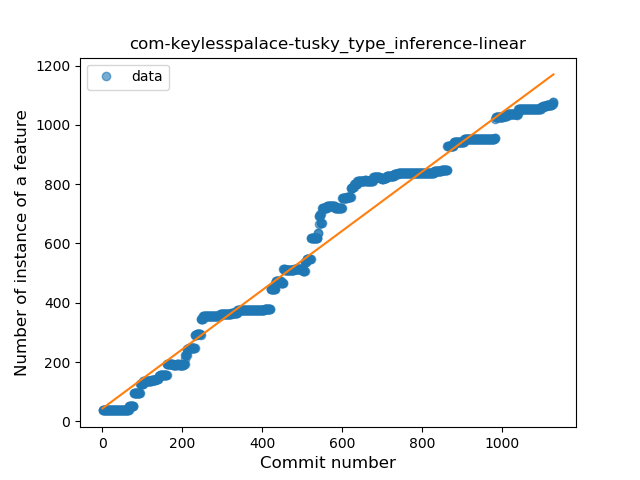 com-keylesspalace-tusky_type_inference-linear
data
Number of instance of a feature
1200
1000
800
600
400
200
0
0 200 400 600 800 1000
Commit number